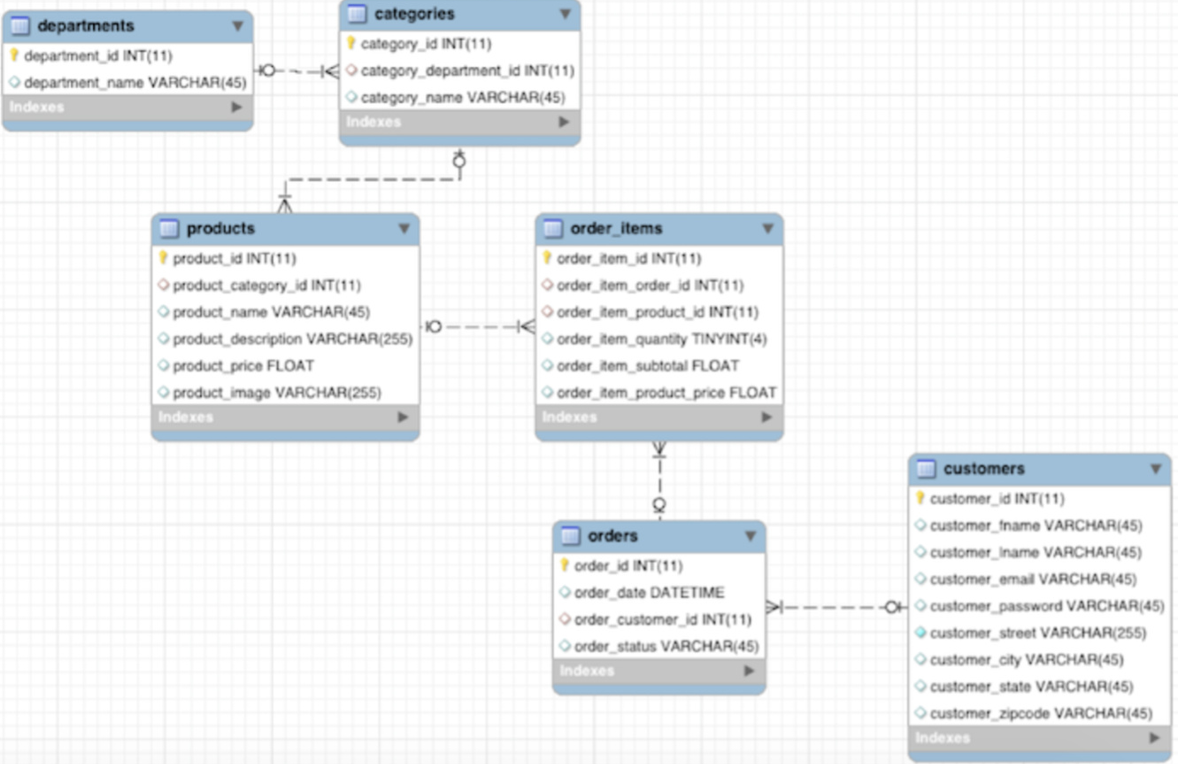 departments
department_id INT(11)
department_name VARCHAR(45)
Indexes
categories
category_id INT(11)
category_department_id INT(11)
category_name VARCHAR(45)
Indexes
products
product_id INT(11)
product_category_id INT(11)
product_name VARCHAR(45)
product_description VARCHAR(255)
product_price FLOAT
product_image VARCHAR(255)
Indexes
order_items
order_item_id INT(11)
order_item_order_id INT(11)
order_item_product_id INT(11)
order_item_quantity TINYINT(4)
order_item_subtotal FLOAT
order_item_product_price FLOAT
Indexes
orders
order_id INT(11)
order_date DATETIME
order_customer_id INT(11)
order_status VARCHAR(45)
Indexes
customers
customer_id INT(11)
customer_fname VARCHAR(45)
customer_lname VARCHAR(45)
customer_email VARCHAR(45)
customer_password VARCHAR(45)
customer_street VARCHAR(255)
customer_city VARCHAR(45)
customer_state VARCHAR(45)
customer_zipcode VARCHAR(45)
Indexes